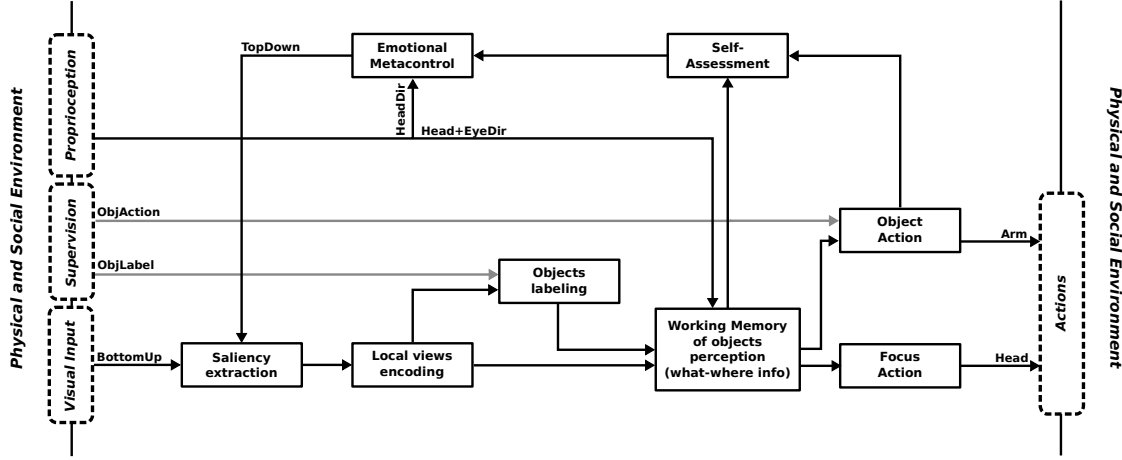 Physical and Social Environment
Proprioception
Supervision
Visual Input
TopDown
Emotional
Metacontrol
Self-
Assessment
HeadDir
Head+EyeDir
ObjAction
Object
Action
Arm
ObjLabel
Objects
labeling
BottomUp
Saliency
extraction
Local views
encoding
Working Memory
of objects
perception
(what-where info)
Focus
Action
Head
Actions
Physical and Social Environment